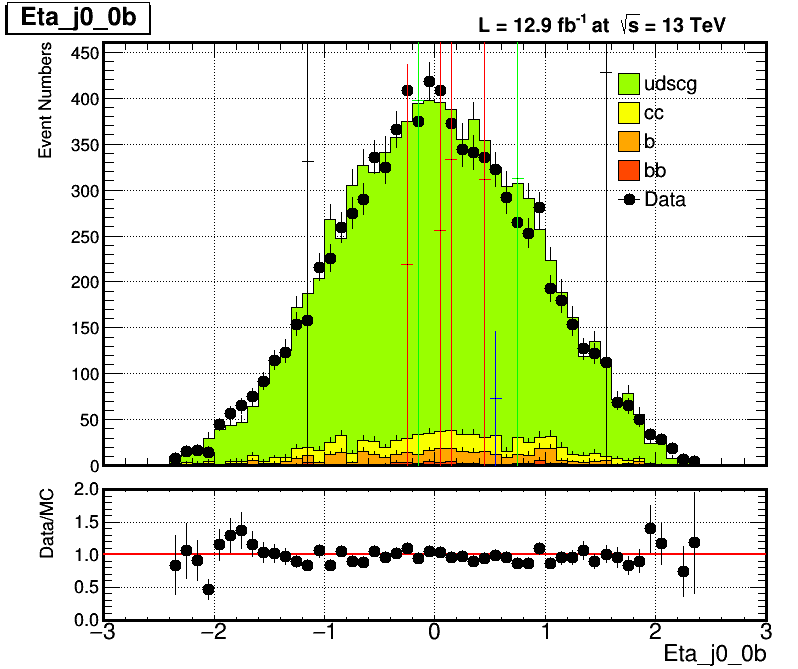 Eta_j0_0b
L = 12.9 fb-1 at √s = 13 TeV
Event Numbers
450
400
350
300
250
200
150
100
50
0
udscg
cc
b
bb
Data
Data/MC
2.0
1.5
1.0
0.5
0.0
−3 −2 −1 0 1 2 3
Eta_j0_0b